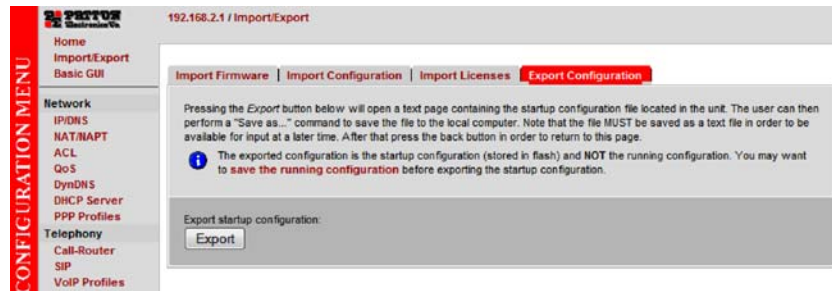 PATTON
Electronics Co.
192.168.2.1 / Import/Export
CONFIGURATION MENU
Home
Import/Export
Basic GUI
Network
IP/DNS
NAT/NAPT
ACL
QoS
DynDNS
DHCP Server
PPP Profiles
Telephony
Call-Router
SIP
VoIP Profiles
Import Firmware | Import Configuration | Import Licenses | Export Configuration
Pressing the Export button below will open a text page containing the startup configuration file located in the unit. The user can then
perform a "Save as..." command to save the file to the local computer. Note that the file MUST be saved as a text file in order to be
available for input at a later time. After that press the back button in order to return to this page.
The exported configuration is the startup configuration (stored in flash) and NOT the running configuration. You may want
to save the running configuration before exporting the startup configuration.
Export startup configuration:
Export